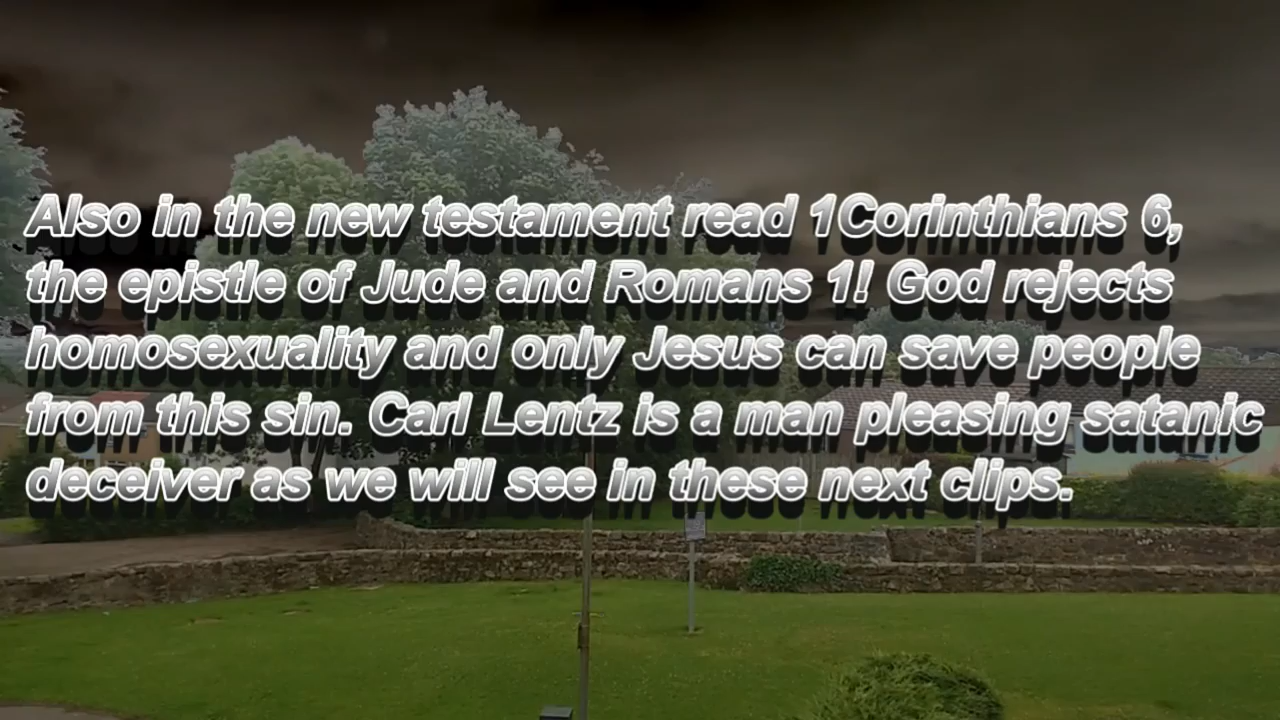 Also in the new testament read 1Corinthians 6,
the epistle of Jude and Romans 1! God rejects
homosexuality and only Jesus can save people
from this sin. Carl Lentz is a man pleasing satanic
deceiver as we will see in these next clips.